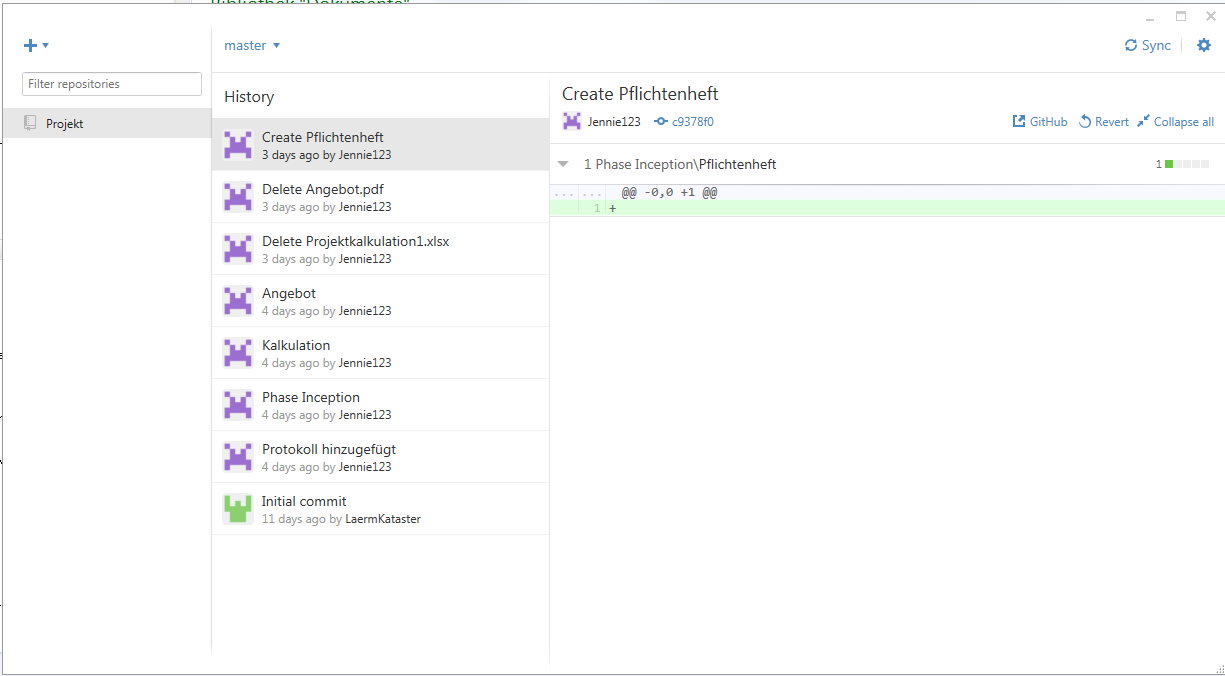 Bibliothek "Dokumente"
master
Sync
Filter repositories
Projekt
History
Create Pflichtenheft
3 days ago by Jennie123
Delete Angebot.pdf
3 days ago by Jennie123
Delete Projektkalkulation1.xlsx
3 days ago by Jennie123
Angebot
4 days ago by Jennie123
Kalkulation
4 days ago by Jennie123
Phase Inception
4 days ago by Jennie123
Protokoll hinzugefügt
4 days ago by Jennie123
Initial commit
11 days ago by LaermKataster
Create Pflichtenheft
Jennie123 c9378f0 GitHub Revert Collapse all
1 Phase Inception\Pflichtenheft 1
... ... @@ -0,0 +1 @@
1 +